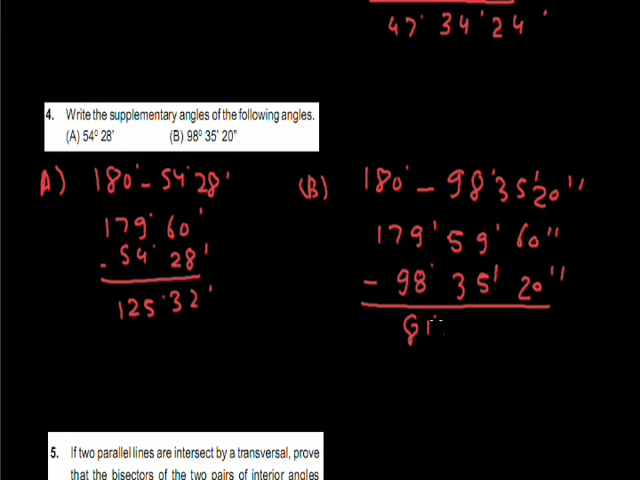 47° 34' 24"
4. Write the supplementary angles of the following angles.
(A) 54° 28' (B) 98° 35' 20"
A) 180° - 54° 28'
179° 60'
- 54° 28'
125° 32'
(B) 180° - 98° 35' 20"
179° 59' 60"
- 98° 35' 20"
81°
5. If two parallel lines are intersect by a transversal, prove
that the bisectors of the two pairs of interior angles